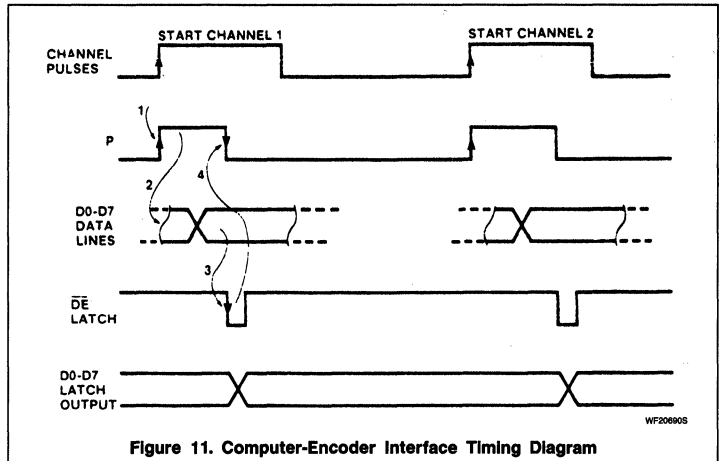 START CHANNEL 1
START CHANNEL 2
CHANNEL
PULSES
1
P
2
4
D0-D7
DATA
LINES
3
DE
LATCH
D0-D7
LATCH
OUTPUT
WF20690S
Figure 11. Computer-Encoder Interface Timing Diagram